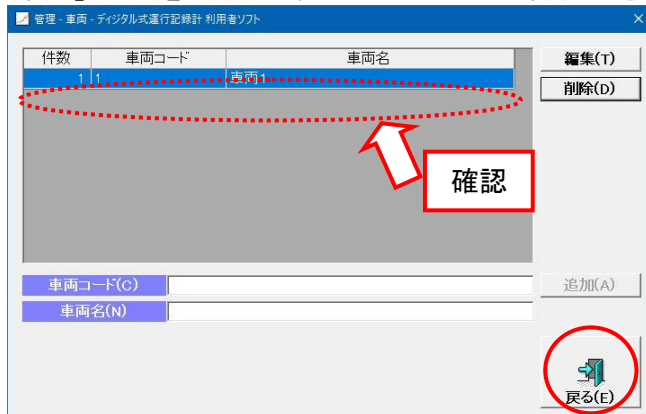 管理 - 車両 - ディジタル式運行記録計 利用者ソフト
件数 車両コード 車両名 編集(T)
1 1 車両1
削除(D)
確認
車両コード(C) 追加(A)
車両名(N)
戻る(E)